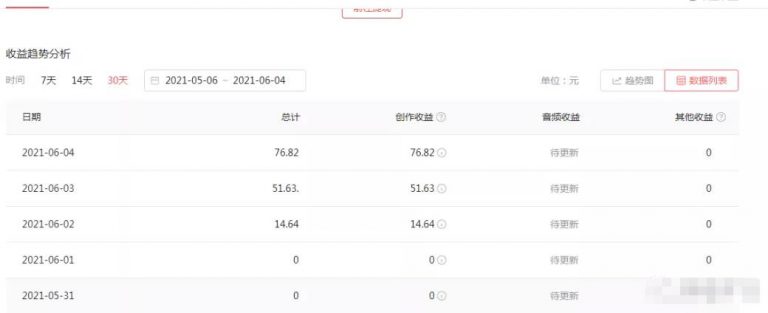 前往提现
收益趋势分析
时间 7天 14天 30天 2021-05-06 ~ 2021-06-04 单位：元 趋势图 数据列表
日期 总计 创作收益 音频收益 其他收益
2021-06-04 76.82 76.82 待更新 0
2021-06-03 51.63. 51.63 待更新 0
2021-06-02 14.64 14.64 待更新 0
2021-06-01 0 0 待更新 0
2021-05-31 0 0 待更新 0